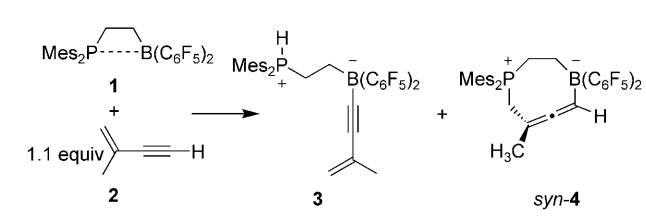 Mes₂P B(C₆F₅)₂
1
+
1.1 equiv H
2
H
Mes₂P
+
−
B(C₆F₅)₂
3
+
+
Mes₂P
−
B(C₆F₅)₂
H
H₃C
syn-4